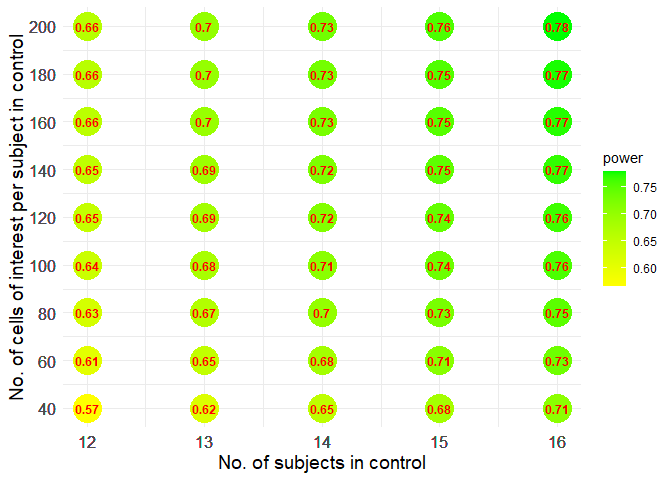 No. of cells of interest per subject in control
200 0.66 0.7 0.73 0.76 0.78
180 0.66 0.7 0.73 0.75 0.77
160 0.66 0.7 0.73 0.75 0.77
140 0.65 0.69 0.72 0.75 0.77
120 0.65 0.69 0.72 0.74 0.76
100 0.64 0.68 0.71 0.74 0.76
80 0.63 0.67 0.7 0.73 0.75
60 0.61 0.65 0.68 0.71 0.73
40 0.57 0.62 0.65 0.68 0.71
12 13 14 15 16
No. of subjects in control
power
0.75
0.70
0.65
0.60